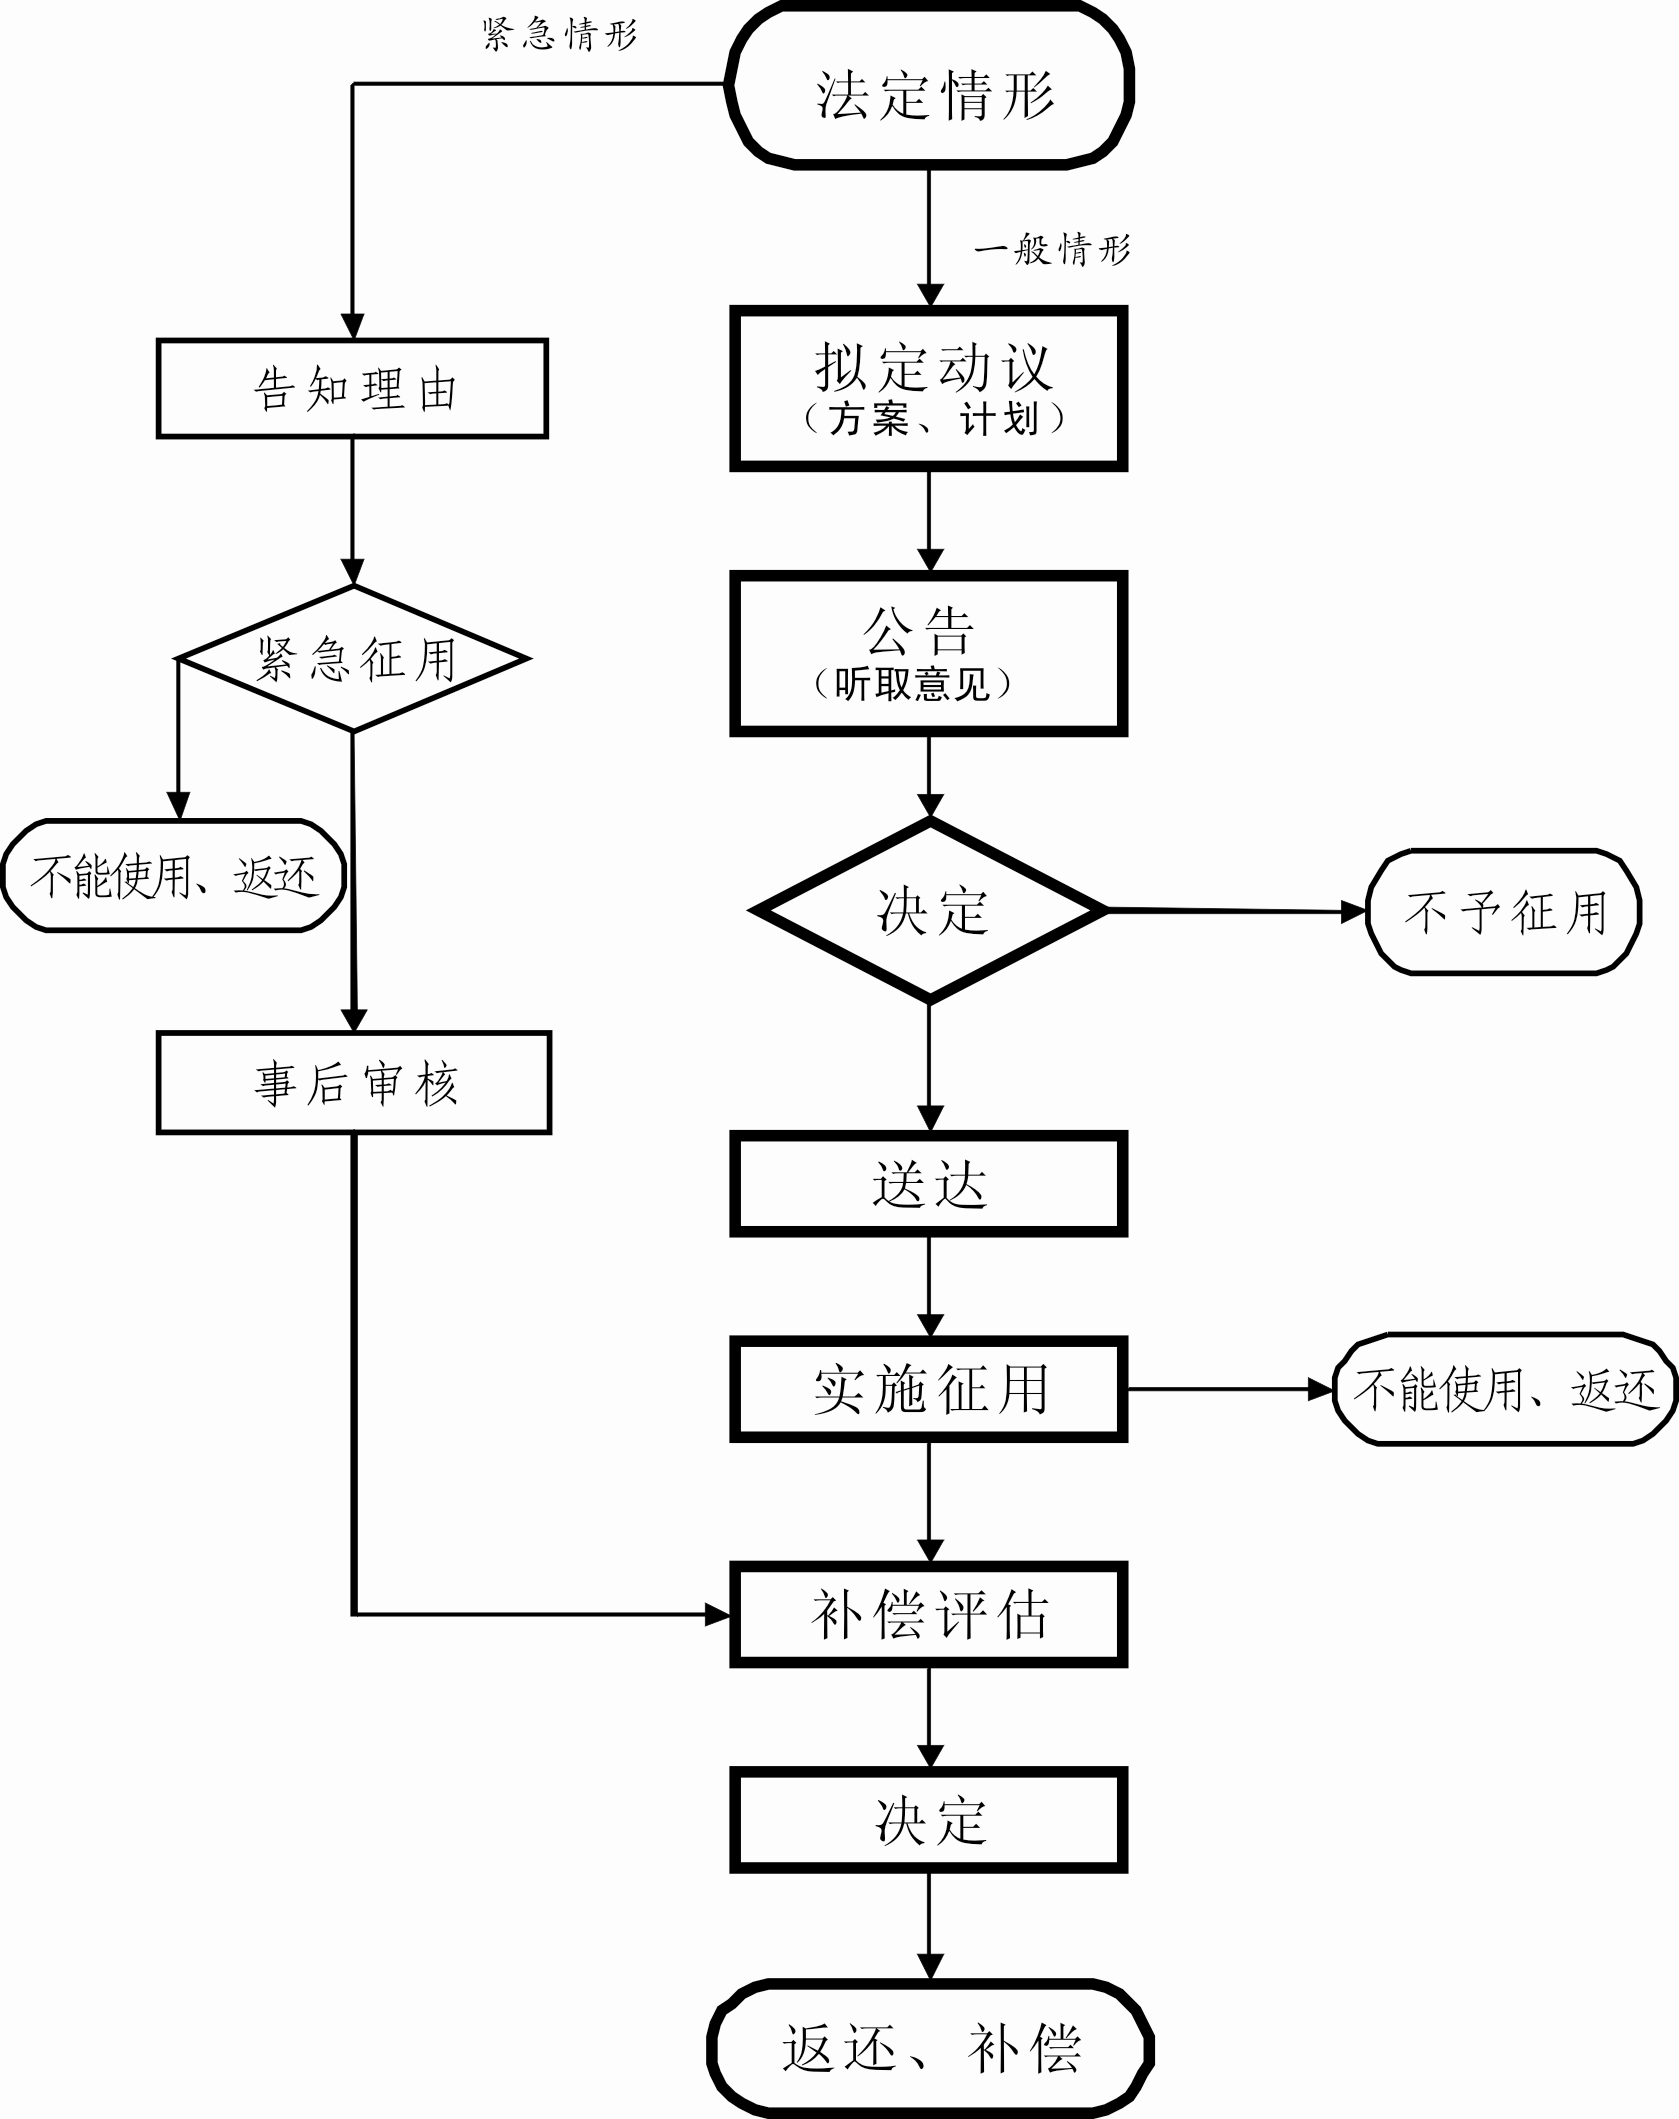 紧急情形
法定情形
一般情形
告知理由
拟定动议
（方案、计划）
紧急征用
公告
（听取意见）
不能使用、返还
决定
不予征用
事后审核
送达
实施征用
不能使用、返还
补偿评估
决定
返还、补偿